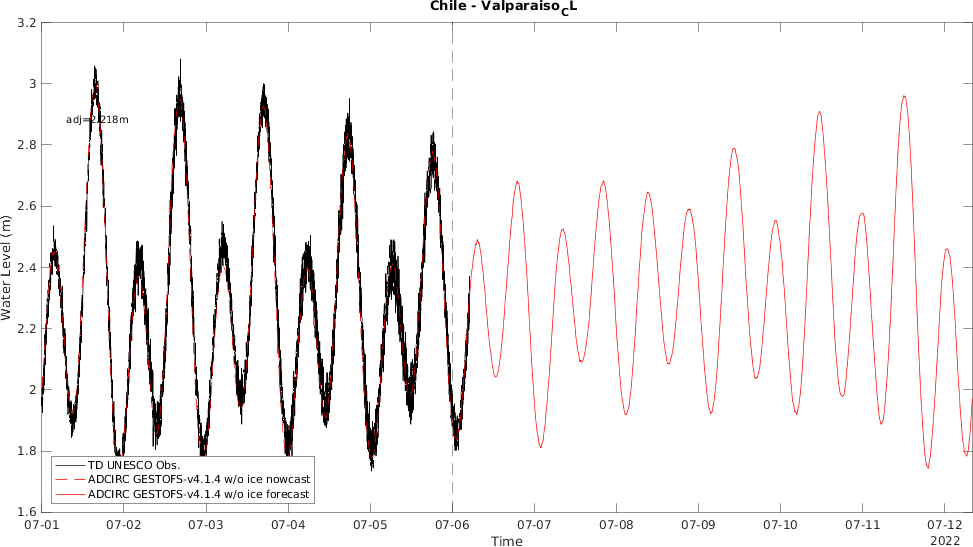 Chile - Valparaiso_CL
3.2
3
2.8
2.6
2.4
2.2
2
1.8
1.6
Water Level (m)
adj=2.218m
TD UNESCO Obs.
ADCIRC GESTOFS-v4.1.4 w/o ice nowcast
ADCIRC GESTOFS-v4.1.4 w/o ice forecast
07-01 07-02 07-03 07-04 07-05 07-06 07-07 07-08 07-09 07-10 07-11 07-12
Time
2022